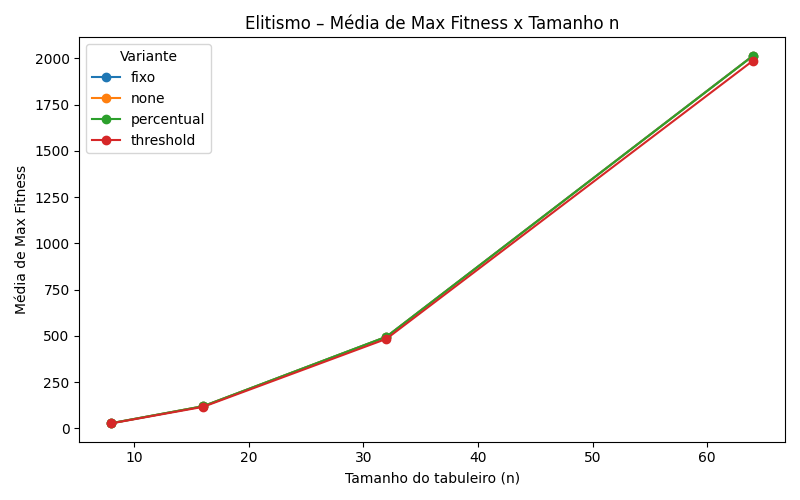 Elitismo – Média de Max Fitness x Tamanho n
Variante
fixo
none
percentual
threshold
Média de Max Fitness
2000
1750
1500
1250
1000
750
500
250
0
10 20 30 40 50 60
Tamanho do tabuleiro (n)